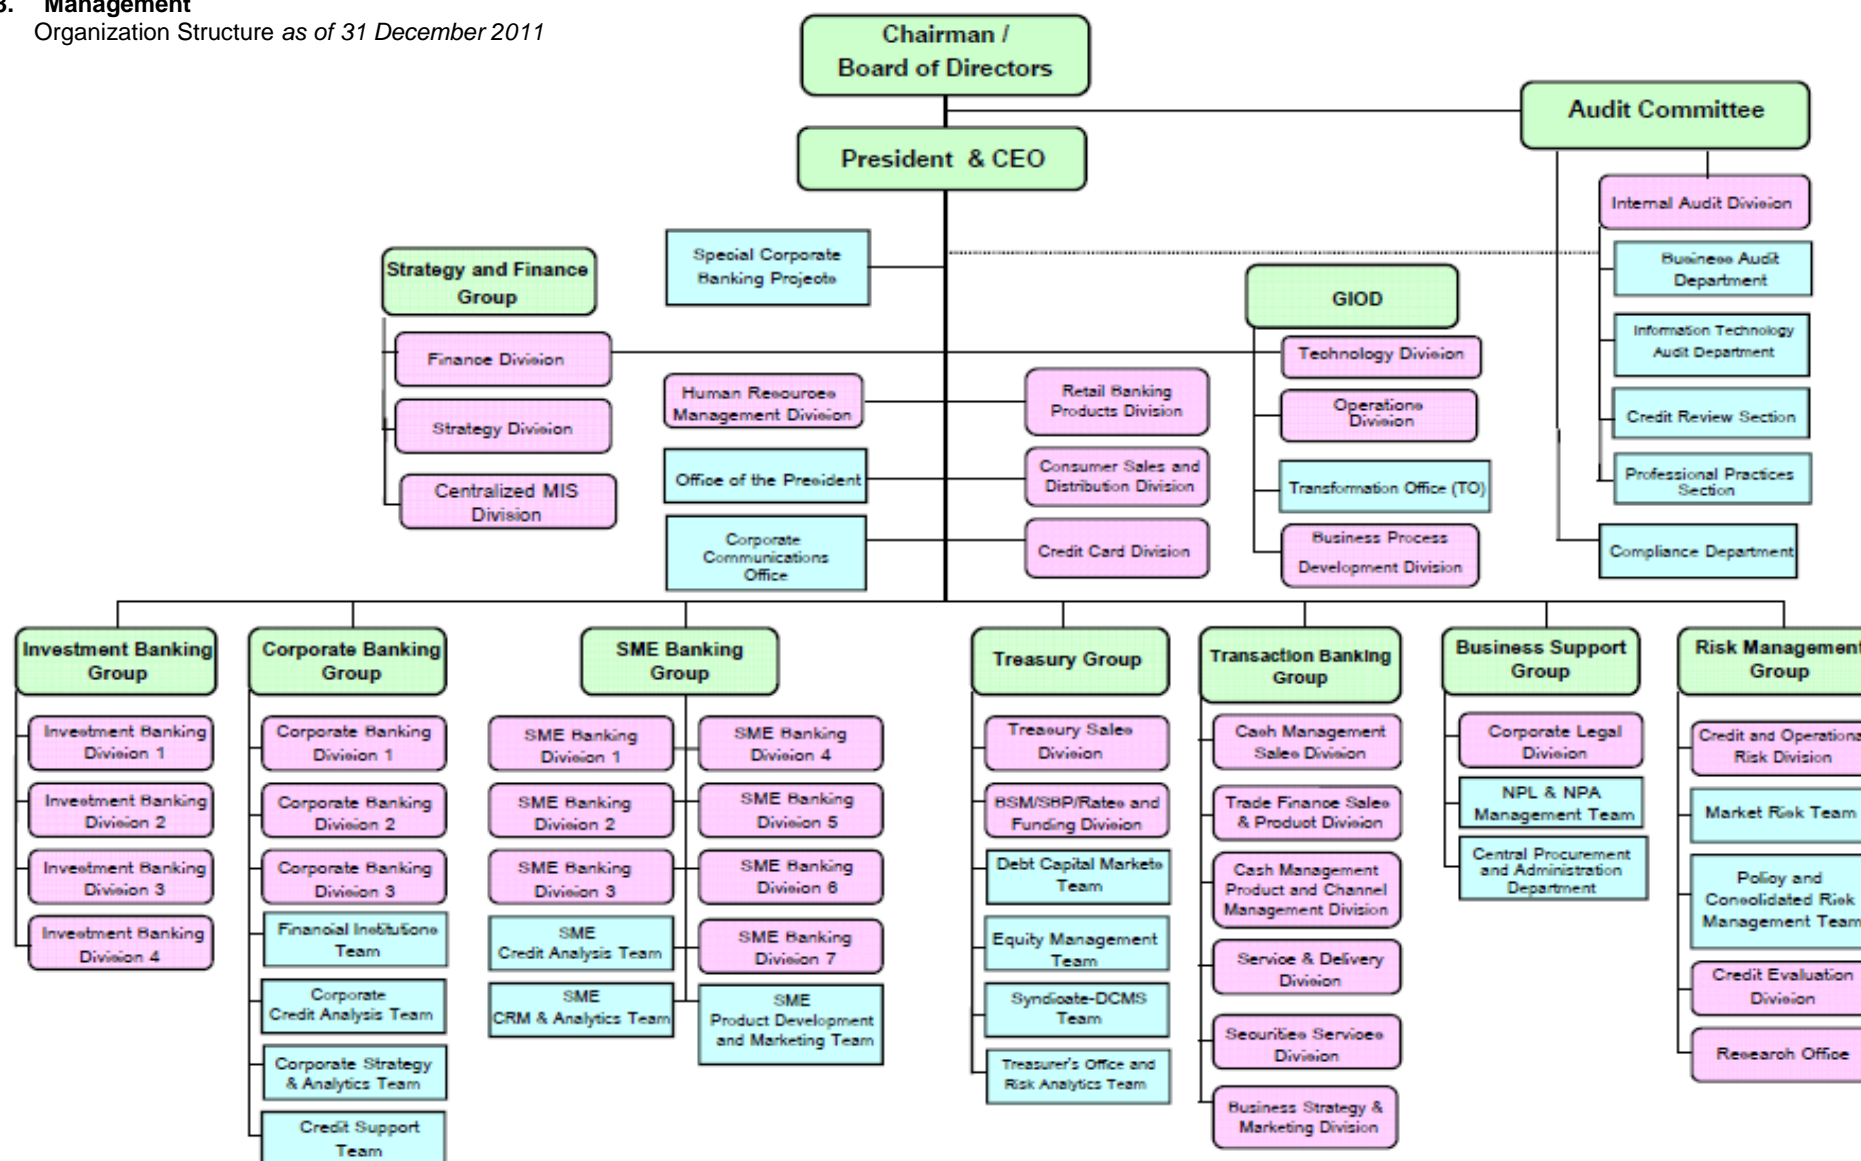 3. Management
Organization Structure as of 31 December 2011
Chairman /
Board of Directors
Audit Committee
President & CEO
Internal Audit Division
Business Audit
Department
Information Technology
Audit Department
Credit Review Section
Professional Practices
Section
Compliance Department
Special Corporate
Banking Projects
Strategy and Finance
Group
Finance Division
Strategy Division
Centralized MIS
Division
Human Resources
Management Division
Office of the President
Corporate
Communications
Office
Retail Banking
Products Division
Consumer Sales and
Distribution Division
Credit Card Division
GIOD
Technology Division
Operations
Division
Transformation Office (TO)
Business Process
Development Division
Investment Banking
Group
Investment Banking
Division 1
Investment Banking
Division 2
Investment Banking
Division 3
Investment Banking
Division 4
Corporate Banking
Group
Corporate Banking
Division 1
Corporate Banking
Division 2
Corporate Banking
Division 3
Financial Institutions
Team
Corporate
Credit Analysis Team
Corporate Strategy
& Analytics Team
Credit Support
Team
SME Banking
Group
SME Banking
Division 1
SME Banking
Division 2
SME Banking
Division 3
SME
Credit Analysis Team
SME
CRM & Analytics Team
SME Banking
Division 4
SME Banking
Division 5
SME Banking
Division 6
SME Banking
Division 7
SME
Product Development
and Marketing Team
Treasury Group
Treasury Sales
Division
BSM/SBP/Rates and
Funding Division
Debt Capital Markets
Team
Equity Management
Team
Syndicate-DCMS
Team
Treasurer's Office and
Risk Analytics Team
Transaction Banking
Group
Cash Management
Sales Division
Trade Finance Sales
& Product Division
Cash Management
Product and Channel
Management Division
Service & Delivery
Division
Securities Services
Division
Business Strategy &
Marketing Division
Business Support
Group
Corporate Legal
Division
NPL & NPA
Management Team
Central Procurement
and Administration
Department
Risk Management
Group
Credit and Operationa
Risk Division
Market Risk Team
Policy and
Consolidated Risk
Management Team
Credit Evaluation
Division
Research Office